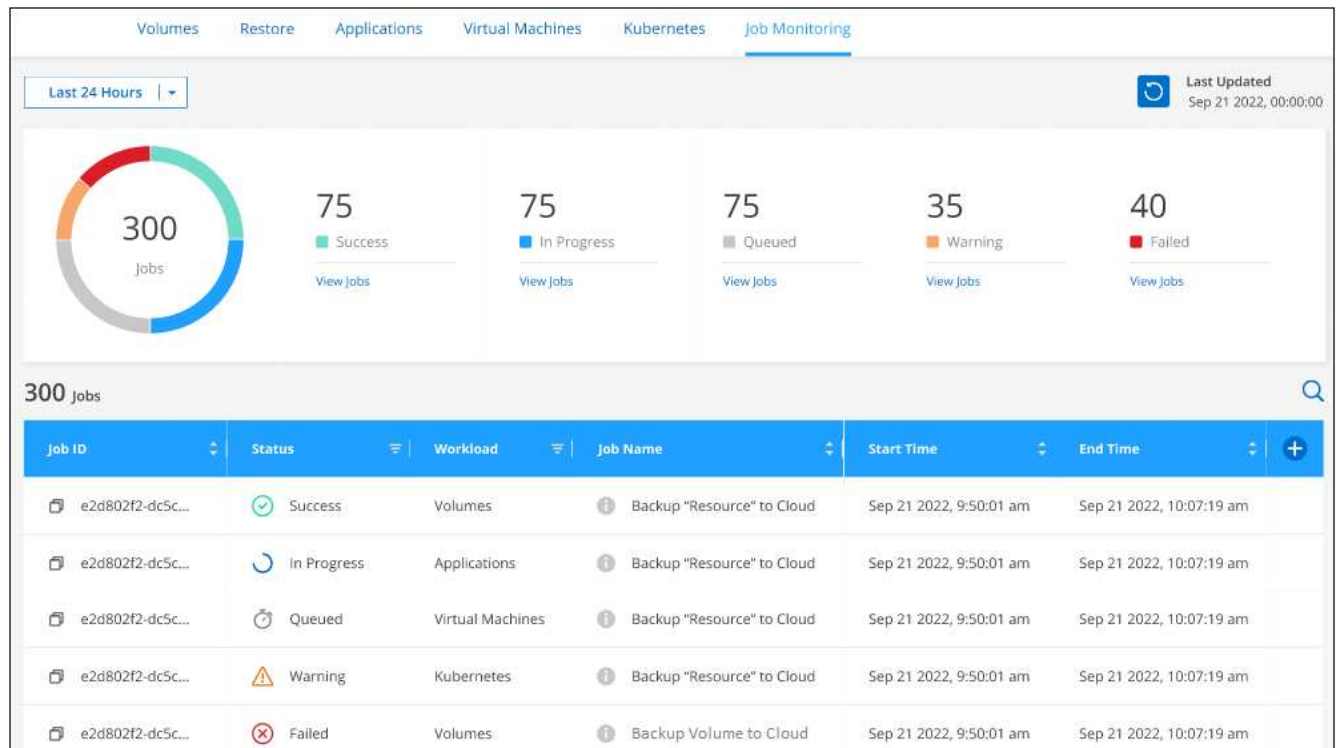 Volumes Restore Applications Virtual Machines Kubernetes Job Monitoring
Last 24 Hours
Last Updated
Sep 21 2022, 00:00:00
300
Jobs
75 75 75 35 40
Success In Progress Queued Warning Failed
View Jobs View Jobs View Jobs View Jobs View Jobs
300 Jobs
Job ID Status Workload Job Name Start Time End Time
e2d802f2-dc5c... Success Volumes Backup “Resource” to Cloud Sep 21 2022, 9:50:01 am Sep 21 2022, 10:07:19 am
e2d802f2-dc5c... In Progress Applications Backup “Resource” to Cloud Sep 21 2022, 9:50:01 am Sep 21 2022, 10:07:19 am
e2d802f2-dc5c... Queued Virtual Machines Backup “Resource” to Cloud Sep 21 2022, 9:50:01 am Sep 21 2022, 10:07:19 am
e2d802f2-dc5c... Warning Kubernetes Backup “Resource” to Cloud Sep 21 2022, 9:50:01 am Sep 21 2022, 10:07:19 am
e2d802f2-dc5c... Failed Volumes Backup Volume to Cloud Sep 21 2022, 9:50:01 am Sep 21 2022, 10:07:19 am